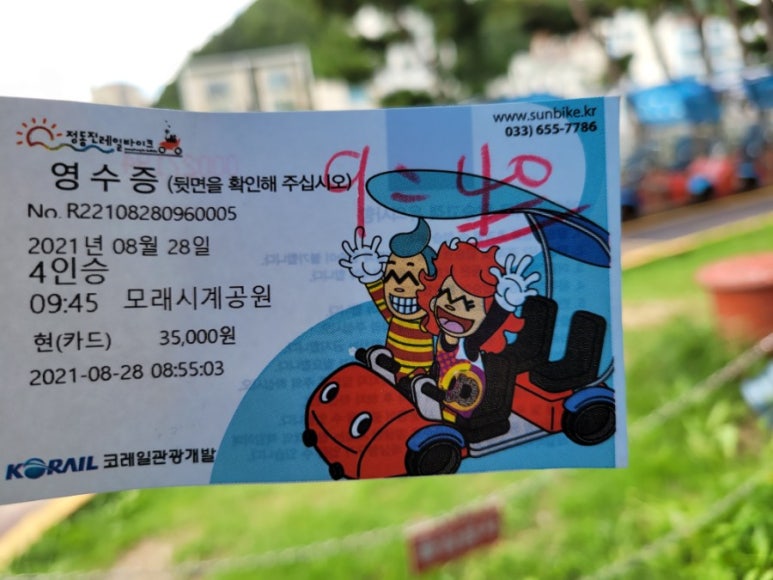 www.sunbike.kr
033) 655-7786
정동진레일바이크
영수증 (뒷면을 확인해 주십시오)
No. R22108280960005
2021년 08월 28일
4인승
09:45 모래시계공원
현(카드) 35,000원
2021-08-28 08:55:03
KORAIL 코레일관광개발